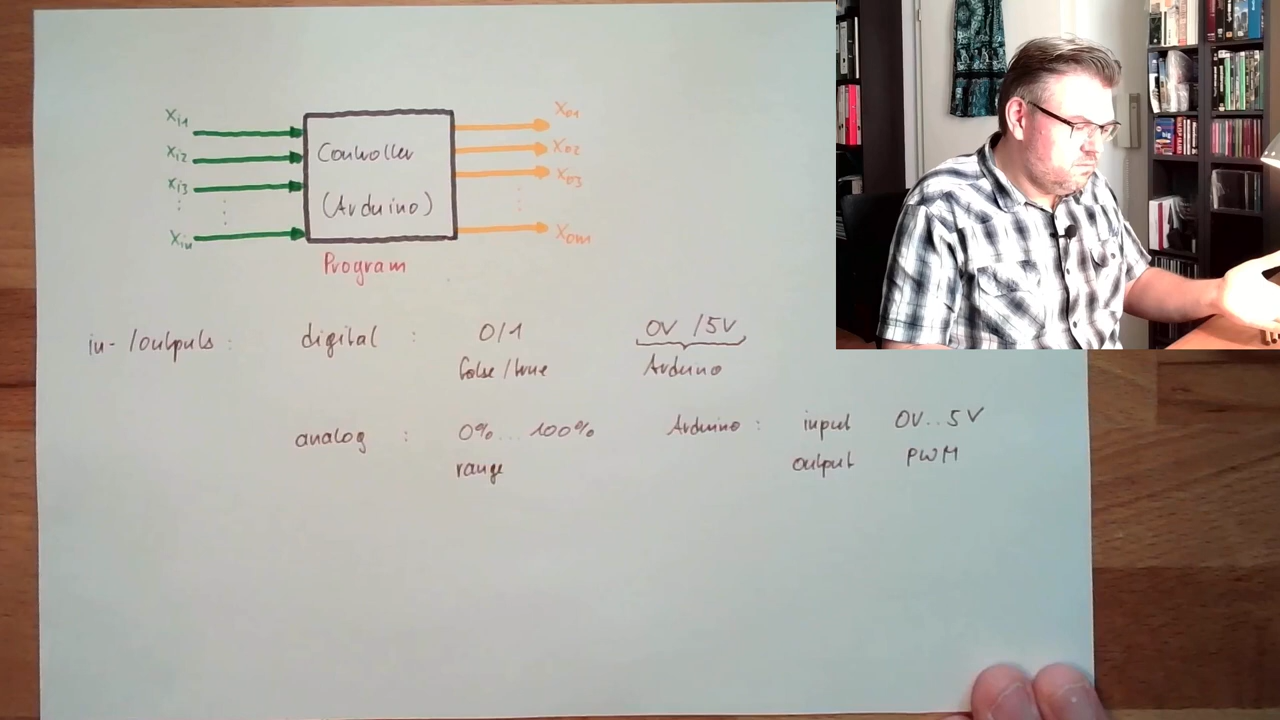 Xi1
Xi2
Xi3
Xin
Controller
(Arduino)
Program
Xo1
Xo2
Xo3
Xom
in-/outputs : digital : 0/1 0V /5V
false/true Arduino
analog : 0%...100% Arduino : input 0V..5V
range output PWM